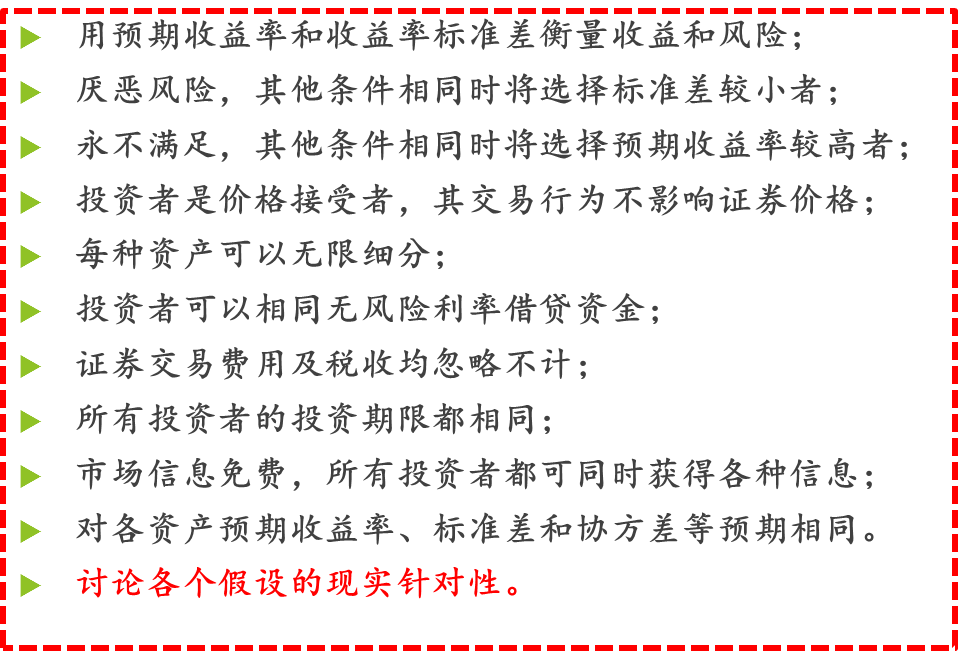 用预期收益率和收益率标准差衡量收益和风险；
厌恶风险，其他条件相同时将选择标准差较小者；
永不满足，其他条件相同时将选择预期收益率较高者；
投资者是价格接受者，其交易行为不影响证券价格；
每种资产可以无限细分；
投资者可以相同无风险利率借贷资金；
证券交易费用及税收均忽略不计；
所有投资者的投资期限都相同；
市场信息免费，所有投资者都可同时获得各种信息；
对各资产预期收益率、标准差和协方差等预期相同。
讨论各个假设的现实针对性。